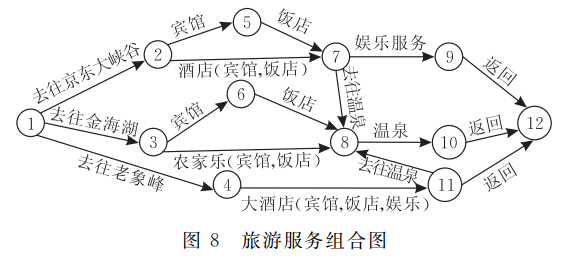 宾馆
5
饭店
去往京东大峡谷
2
酒店(宾馆,饭店)
7
娱乐服务
9
返回
去往温泉
1
去往金海湖
宾馆
6
饭店
3
农家乐(宾馆,饭店)
8
温泉
10
返回
12
去往老象峰
4
大酒店(宾馆,饭店,娱乐)
去往温泉
11
返回
图 8 旅游服务组合图